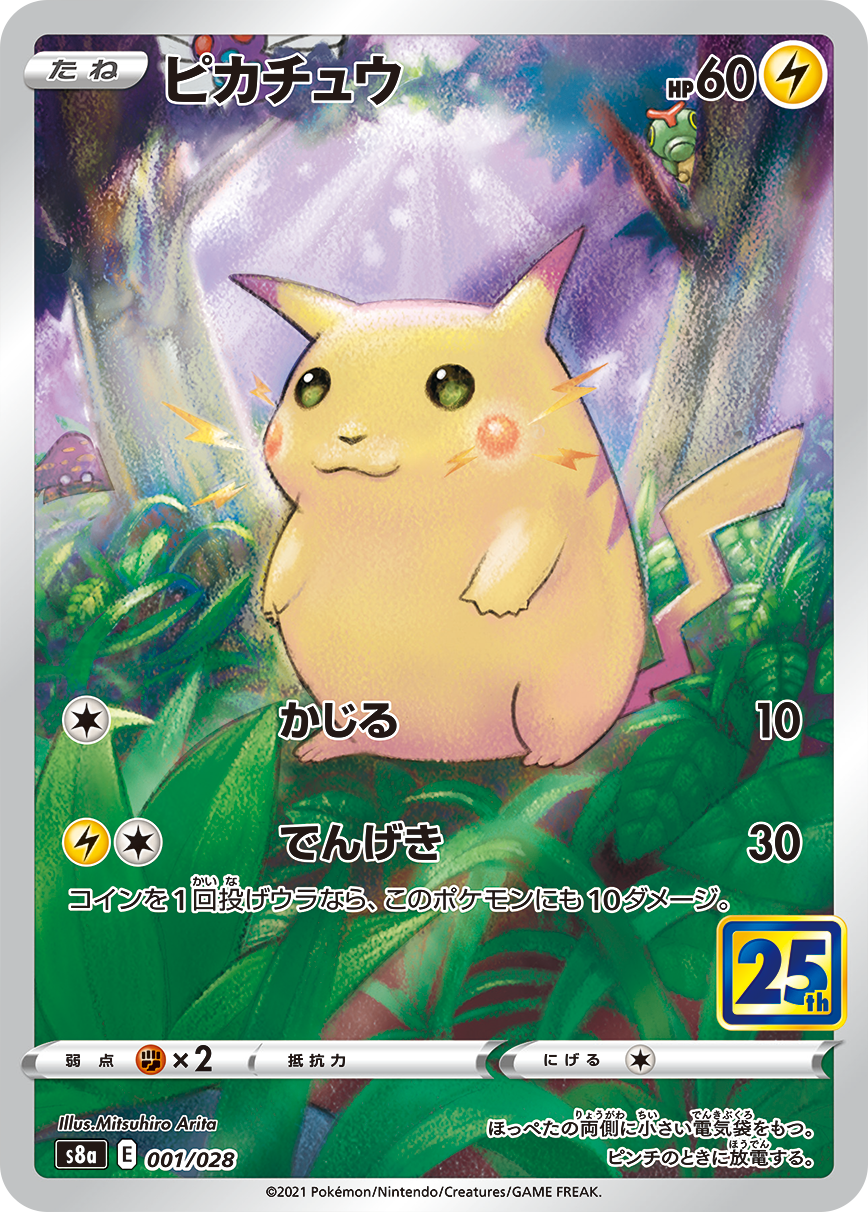 たね ピカチュウ HP60
かじる 10
でんげき 30
コインを1回投げウラなら、このポケモンにも10ダメージ。
25th
弱点 ×2 抵抗力 にげる
Illus.Mitsuhiro Arita
ほっぺたの両側に小さい電気袋をもつ。
ピンチのときに放電する。
s8a E 001/028
©2021 Pokémon/Nintendo/Creatures/GAME FREAK.